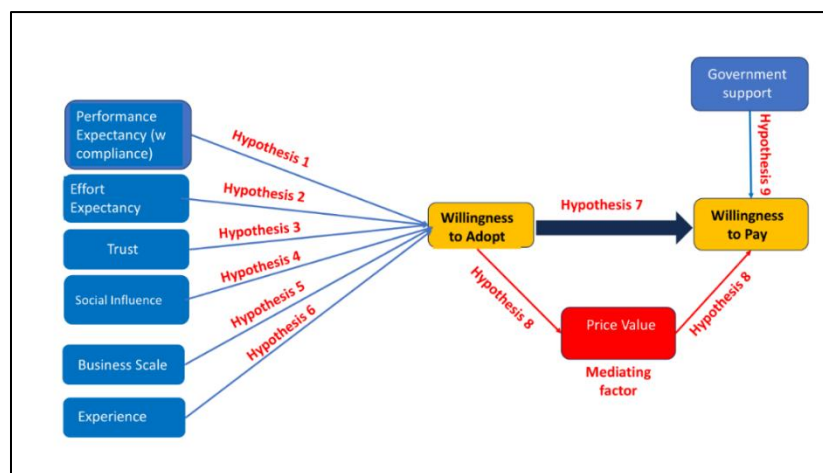 Government
support
Performance
Expectancy (w
compliance)
Hypothesis 1
Hypothesis 9
Effort
Expectancy
Hypothesis 2
Willingness
to Adopt
Hypothesis 7
Willingness
to Pay
Trust
Hypothesis 3
Social Influence
Hypothesis 4
Hypothesis 5
Hypothesis 8
Price Value
Hypothesis 8
Business Scale
Hypothesis 6
Mediating
factor
Experience